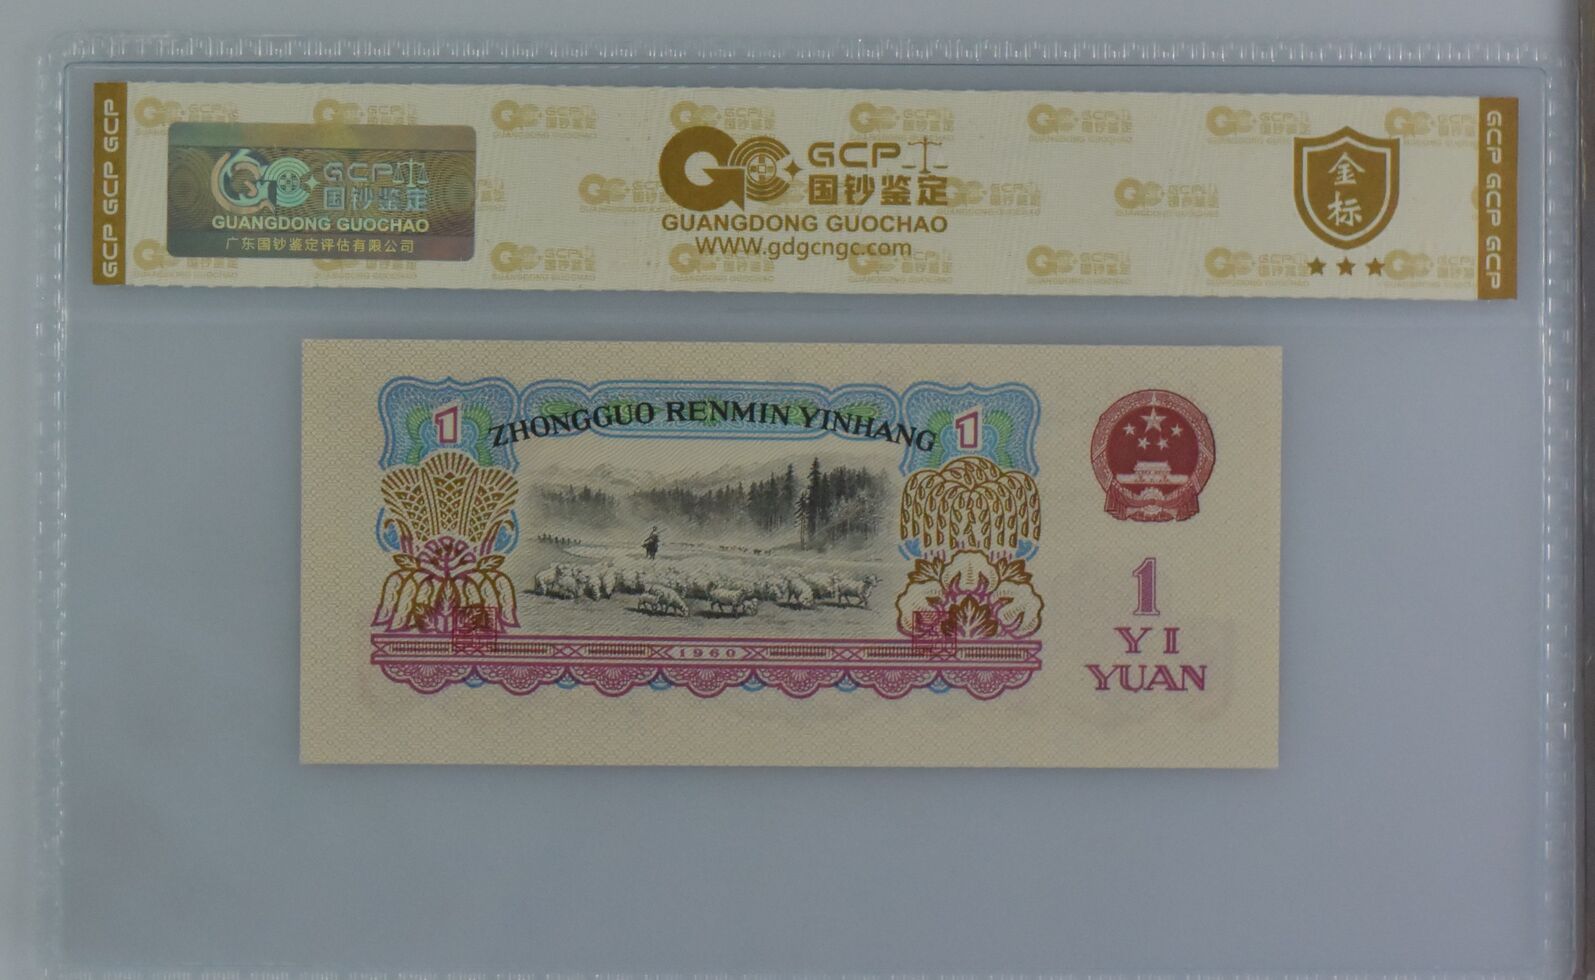 GCP GCP GCP
GCP
国钞鉴定
GUANGDONG GUOCHAO
广东国钞鉴定评估有限公司
GCP
国钞鉴定
GUANGDONG GUOCHAO
WWW.gdgcngc.com
金
标
★★★
GCP GCP GCP
1
ZHONGGUO RENMIN YINHANG
1
1960
1
YI
YUAN